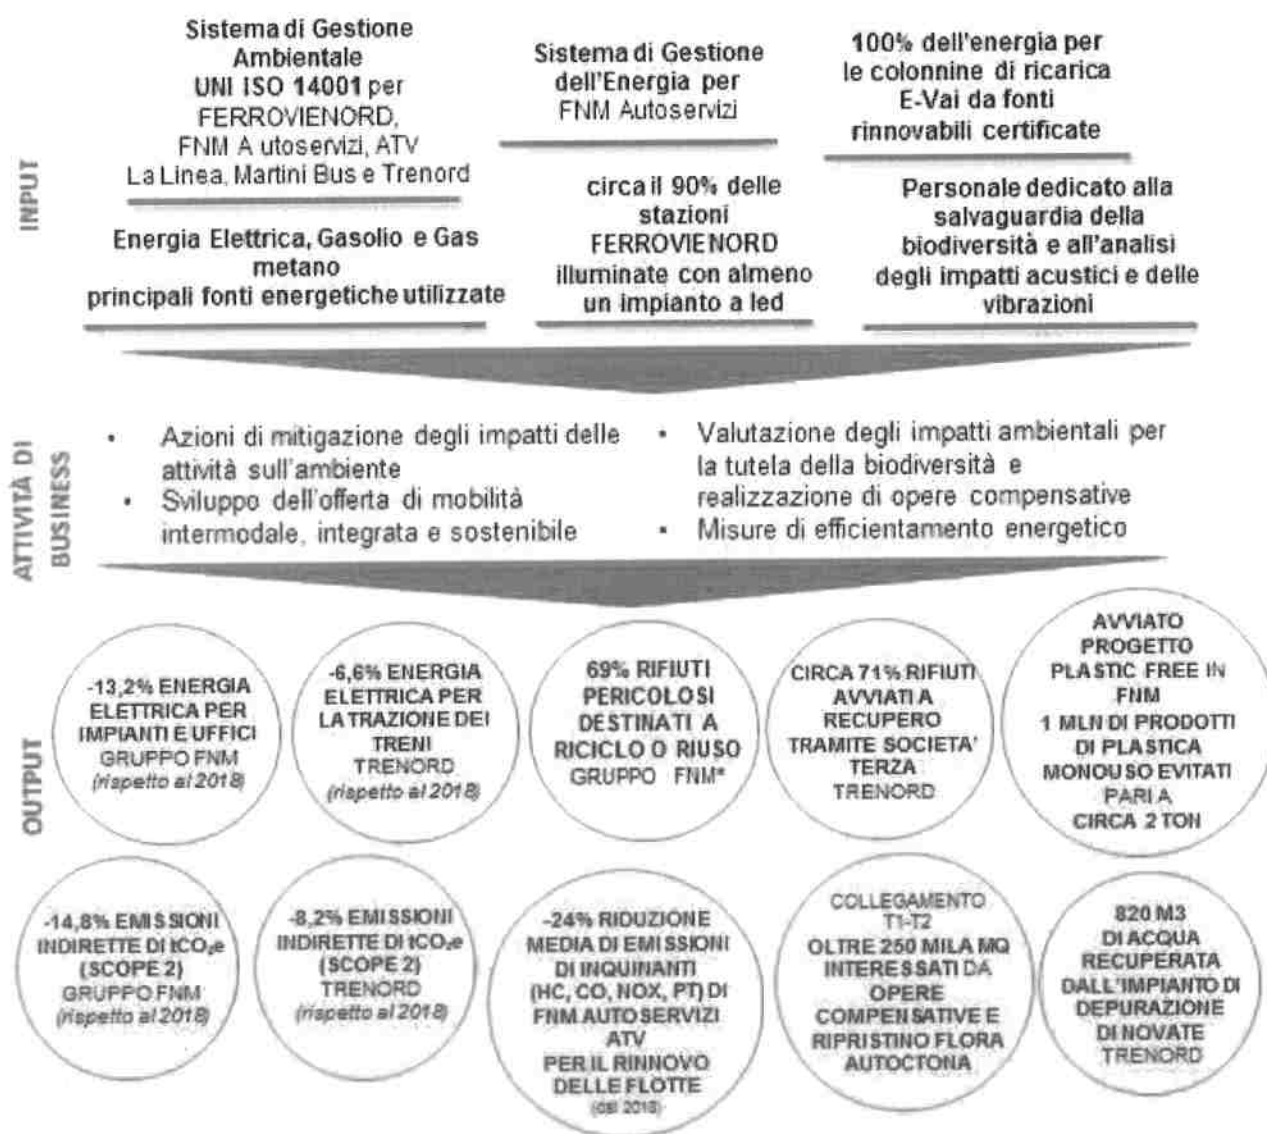 INPUT
Sistema di Gestione
Ambientale
UNI ISO 14001 per
FERROVIENORD,
FNM A utoservizi, ATV
La Linea, Martini Bus e Trenord
Energia Elettrica, Gasolio e Gas
metano
principali fonti energetiche utilizzate
Sistema di Gestione
dell'Energia per
FNM Autoservizi
circa il 90% delle
stazioni
FERROVIENORD
illuminate con almeno
un impianto a led
100% dell'energia per
le colonnine di ricarica
E-Vai da fonti
rinnovabili certificate
Personale dedicato alla
salvaguardia della
biodiversità e all'analisi
degli impatti acustici e delle
vibrazioni
ATTIVITÀ DI
BUSINESS
• Azioni di mitigazione degli impatti delle
attività sull'ambiente
• Sviluppo dell'offerta di mobilità
intermodale, integrata e sostenibile
• Valutazione degli impatti ambientali per
la tutela della biodiversità e
realizzazione di opere compensative
• Misure di efficientamento energetico
OUTPUT
-13,2% ENERGIA
ELETTRICA PER
IMPIANTI E UFFICI
GRUPPO FNM
(rispetto al 2018)
-6,6% ENERGIA
ELETTRICA PER
LA TRAZIONE DEI
TRENI
TRENORD
(rispetto al 2018)
69% RIFIUTI
PERICOLOSI
DESTINATI A
RICICLO O RIUSO
GRUPPO FNM*
CIRCA 71% RIFIUTI
AVVIATI A
RECUPERO
TRAMITE SOCIETA'
TERZA
TRENORD
AVVIATO
PROGETTO
PLASTIC FREE IN
FNM
1 MLN DI PRODOTTI
DI PLASTICA
MONOUSO EVITATI
PARI A
CIRCA 2 TON
-14,8% EMISSIONI
INDIRETTE DI tCO₂e
(SCOPE 2)
GRUPPO FNM
(rispetto al 2018)
-8,2% EMISSIONI
INDIRETTE DI tCO₂e
(SCOPE 2)
TRENORD
(rispetto al 2018)
-24% RIDUZIONE
MEDIA DI EMISSIONI
DI INQUINANTI
(HC, CO, NOX, PT) DI
FNM AUTOSERVIZI
ATV
PER IL RINNOVO
DELLE FLOTTE
(dal 2018)
COLLEGAMENTO
T1-T2
OLTRE 250 MILA MQ
INTERESSATI DA
OPERE
COMPENSATIVE E
RIPRISTINO FLORA
AUTOCTONA
820 M3
DI ACQUA
RECUPERATA
DALL'IMPIANTO DI
DEPURAZIONE
DI NOVATE
TRENORD